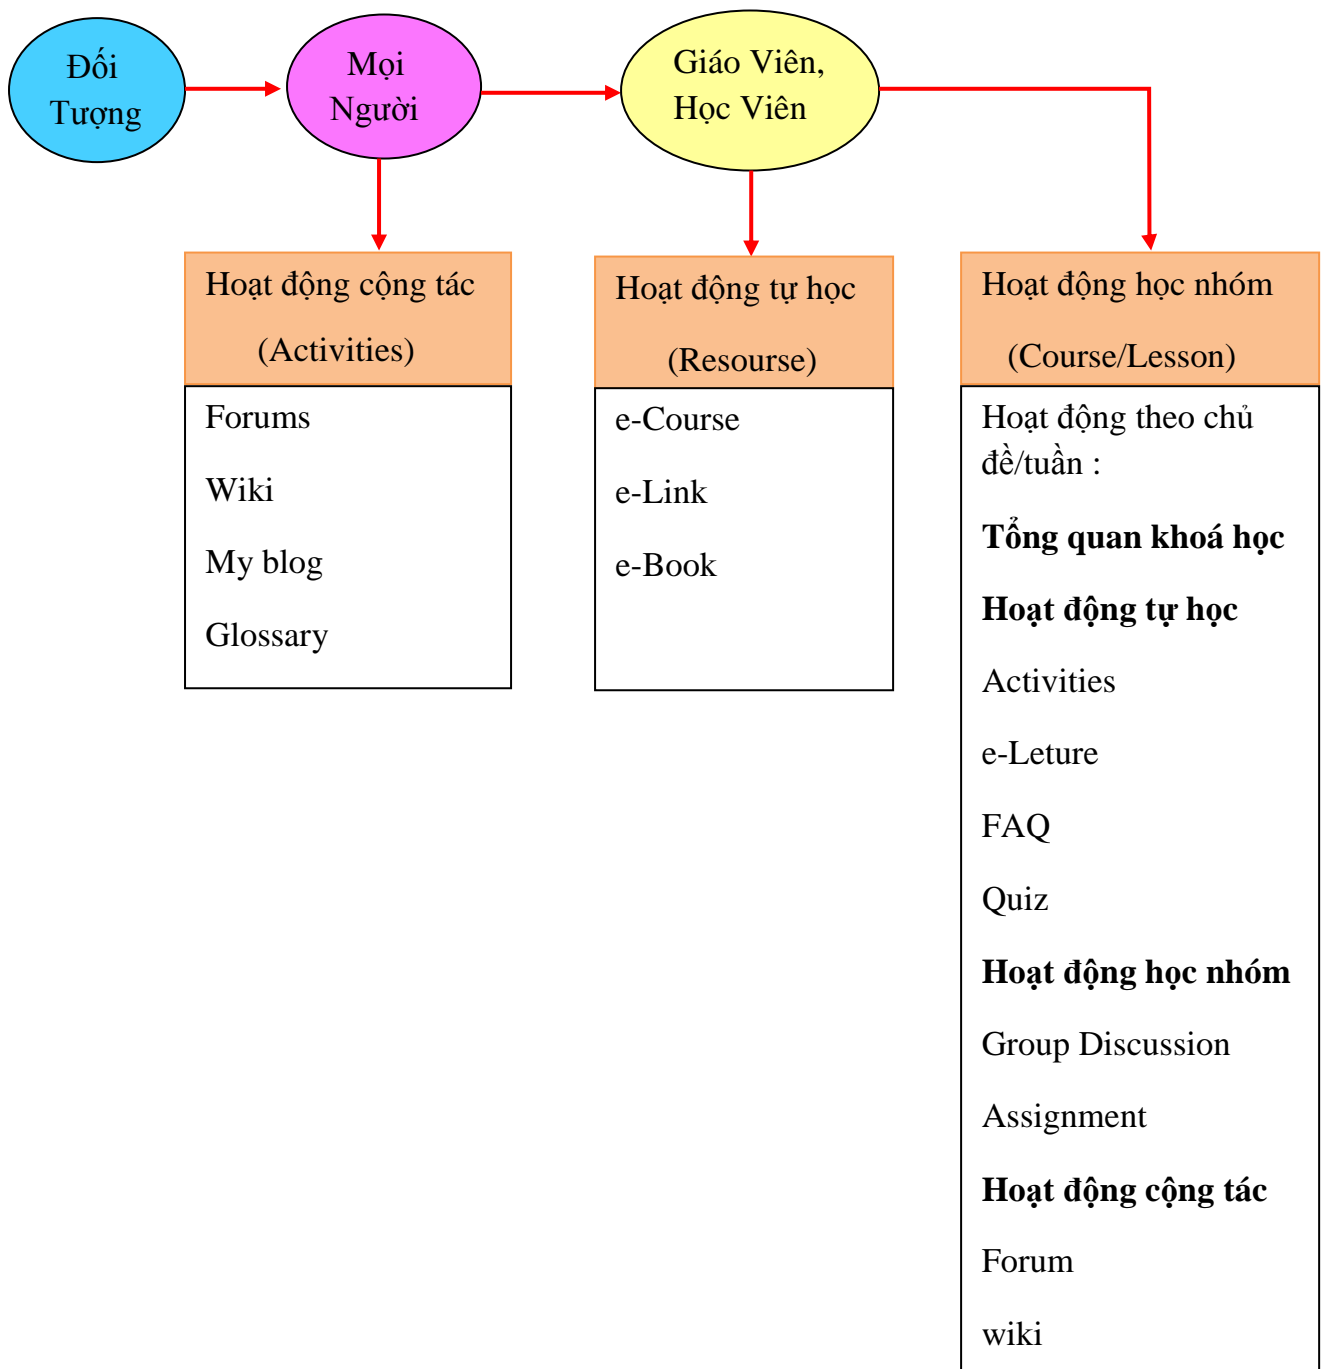 Đối
Tượng
Mọi
Người
Giáo Viên,
Học Viên
Hoạt động cộng tác
(Activities)
Forums
Wiki
My blog
Glossary
Hoạt động tự học
(Resourse)
e-Course
e-Link
e-Book
Hoạt động học nhóm
(Course/Lesson)
Hoạt động theo chủ
đề/tuần :
Tổng quan khoá học
Hoạt động tự học
Activities
e-Leture
FAQ
Quiz
Hoạt động học nhóm
Group Discussion
Assignment
Hoạt động cộng tác
Forum
wiki